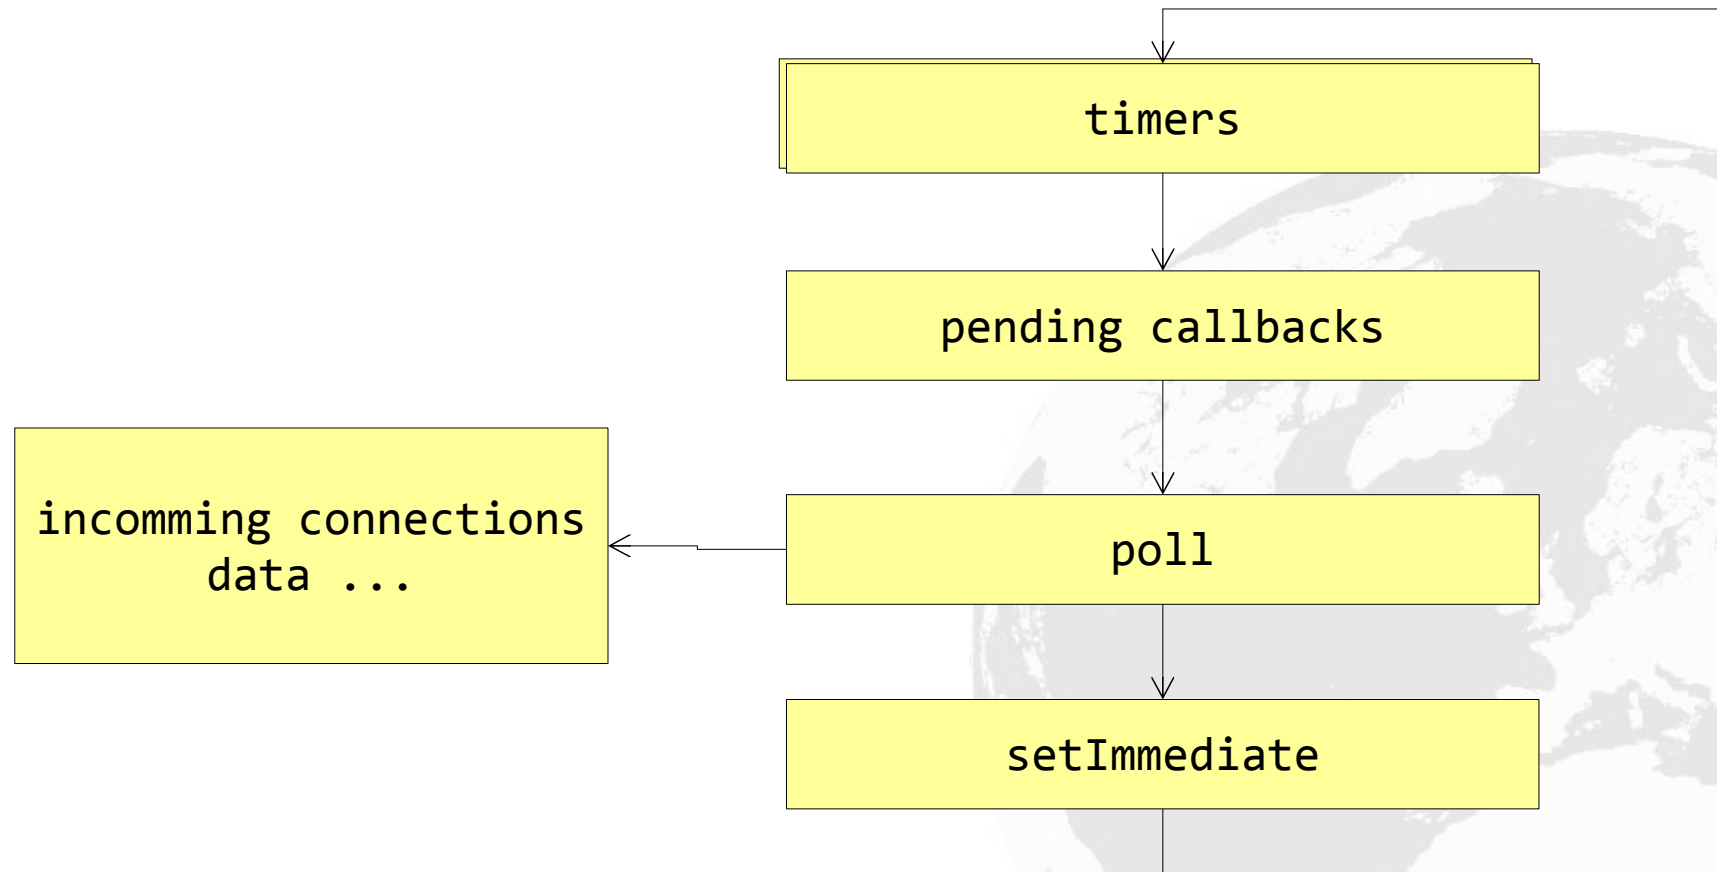 timers
pending callbacks
incomming connections
data ...
poll
setImmediate